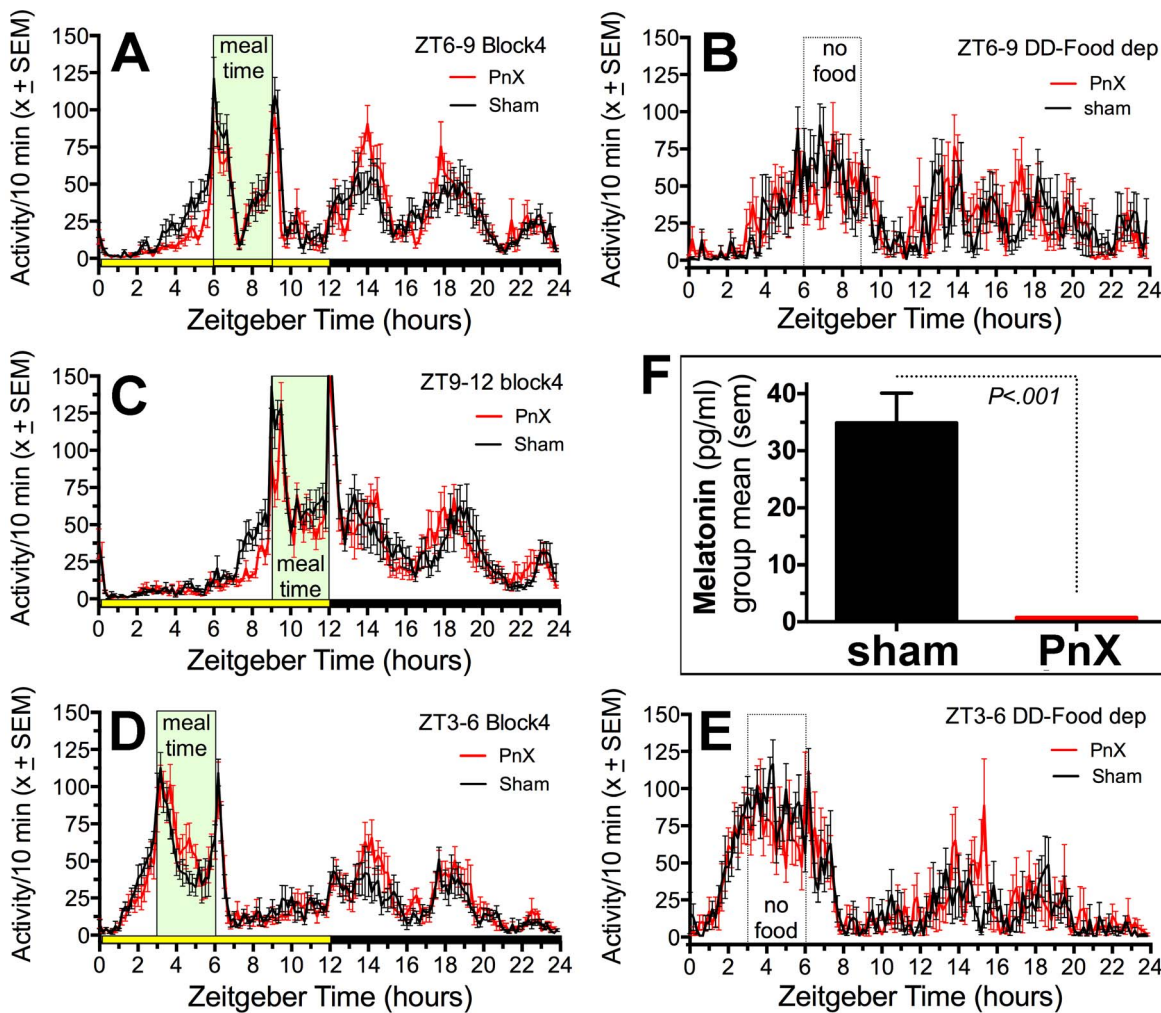 A
ZT6-9 Block4
meal
time
PnX
Sham
Activity/10 min (x ± SEM)
150
125
100
75
50
25
0
0 2 4 6 8 10 12 14 16 18 20 22 24
Zeitgeber Time (hours)
B
ZT6-9 DD-Food dep
no
food
PnX
sham
Activity/10 min (x ± SEM)
150
125
100
75
50
25
0
0 2 4 6 8 10 12 14 16 18 20 22 24
Zeitgeber Time (hours)
C
ZT9-12 block4
PnX
Sham
meal
time
Activity/10 min (x ± SEM)
150
125
100
75
50
25
0
0 2 4 6 8 10 12 14 16 18 20 22 24
Zeitgeber Time (hours)
F
P<.001
Melatonin (pg/ml)
group mean (sem)
40
30
20
10
0
sham PnX
D
ZT3-6 Block4
meal
time
PnX
Sham
Activity/10 min (x ± SEM)
150
125
100
75
50
25
0
0 2 4 6 8 10 12 14 16 18 20 22 24
Zeitgeber Time (hours)
E
ZT3-6 DD-Food dep
PnX
Sham
no
food
Activity/10 min (x ± SEM)
150
125
100
75
50
25
0
0 2 4 6 8 10 12 14 16 18 20 22 24
Zeitgeber Time (hours)